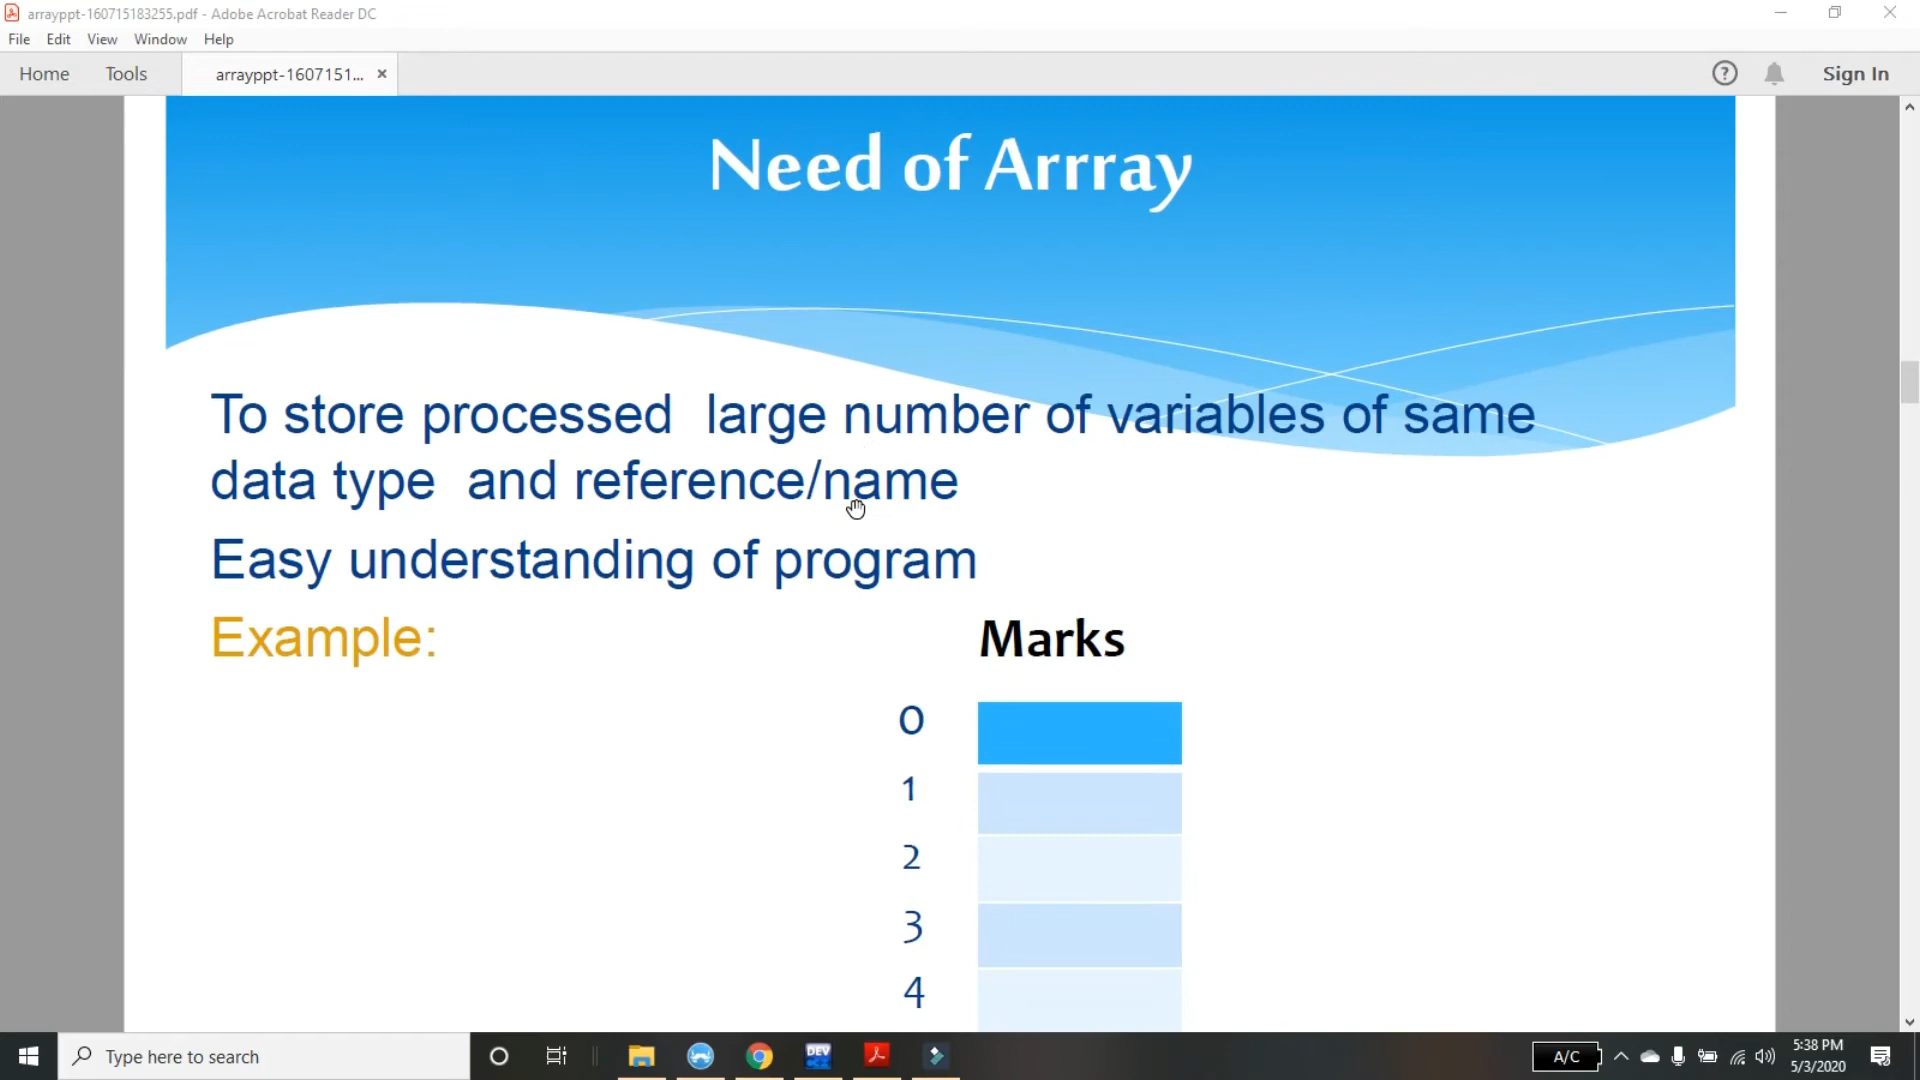 arrayppt-160715183255.pdf - Adobe Acrobat Reader DC
File Edit View Window Help
Home Tools arrayppt-1607151... × ? Sign In
Need of Arrray
To store processed large number of variables of same
data type and reference/name
Easy understanding of program
Example:
Marks
0
1
2
3
4
Type here to search
DEV
A/C
5:38 PM
5/3/2020